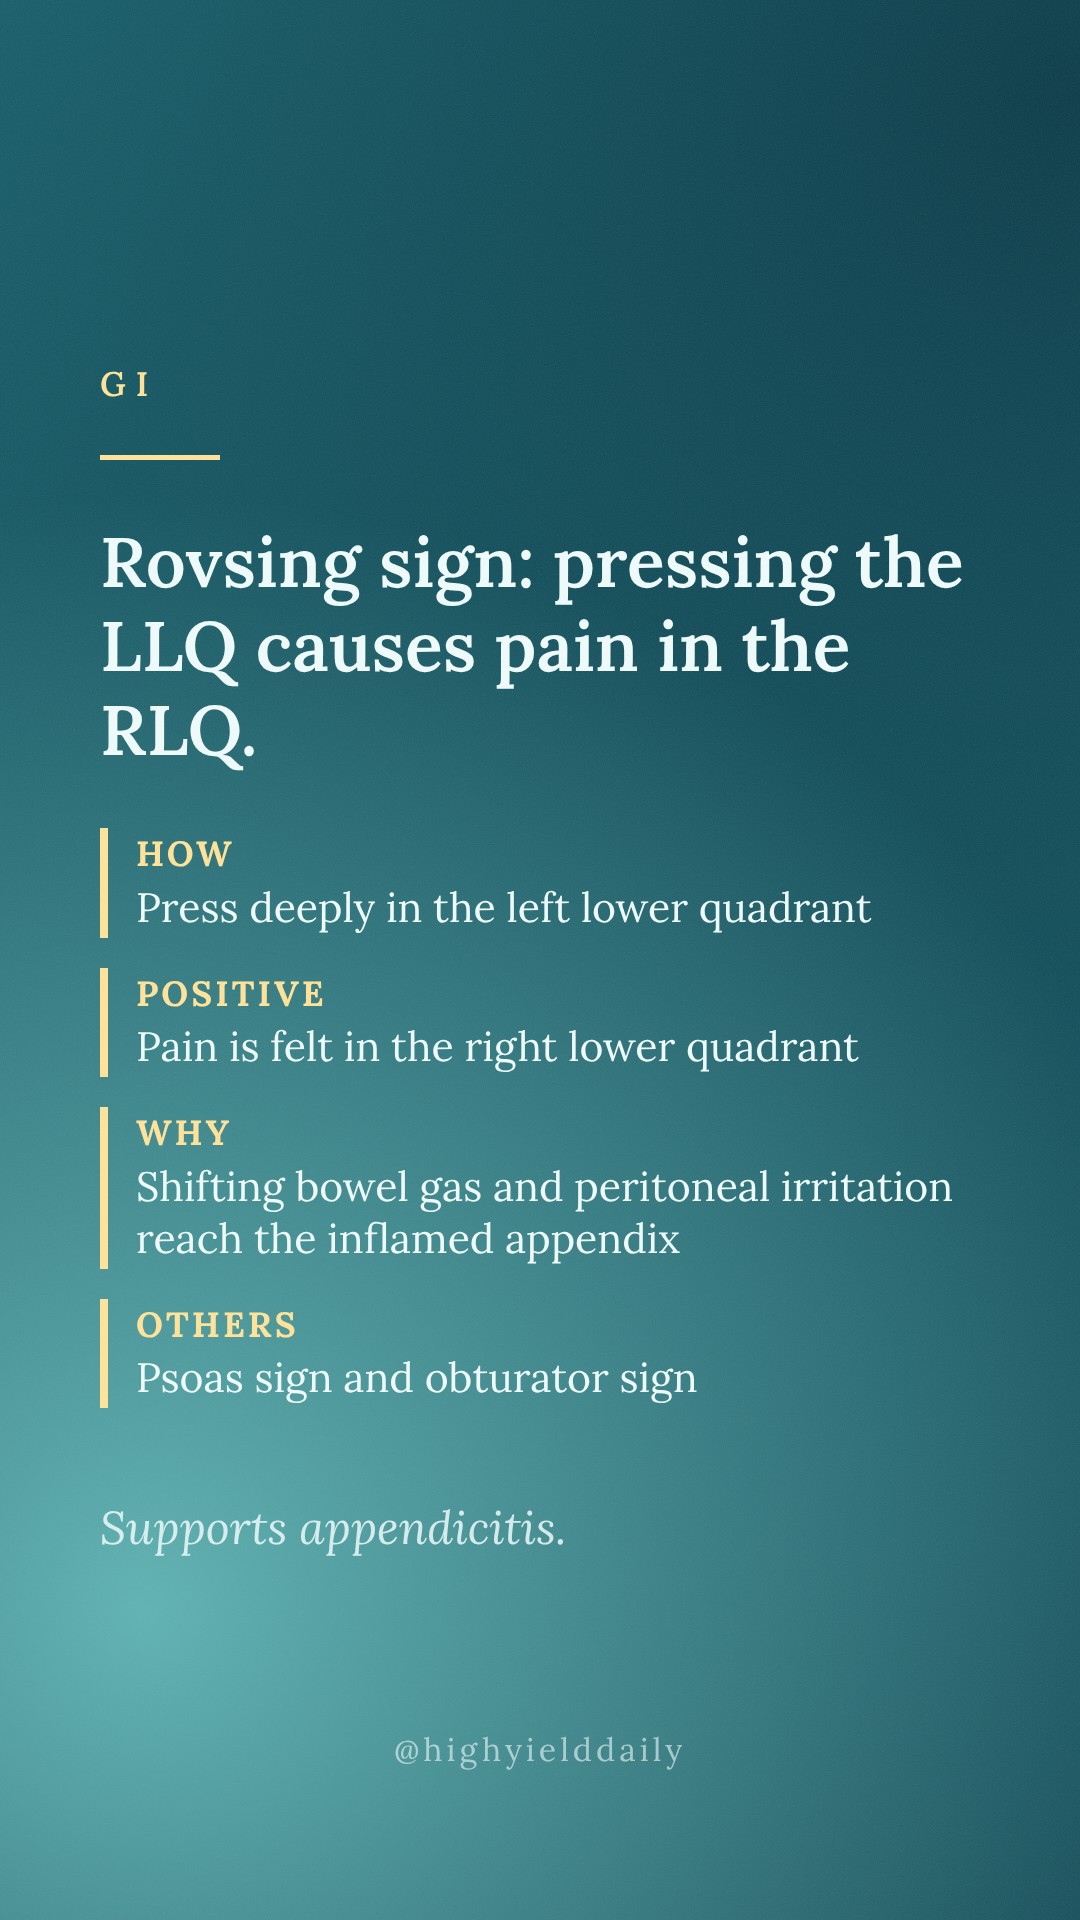 GI
Rovsing sign: pressing the
LLQ causes pain in the
RLQ.
HOW
Press deeply in the left lower quadrant
POSITIVE
Pain is felt in the right lower quadrant
WHY
Shifting bowel gas and peritoneal irritation
reach the inflamed appendix
OTHERS
Psoas sign and obturator sign
Supports appendicitis.
@highyielddaily